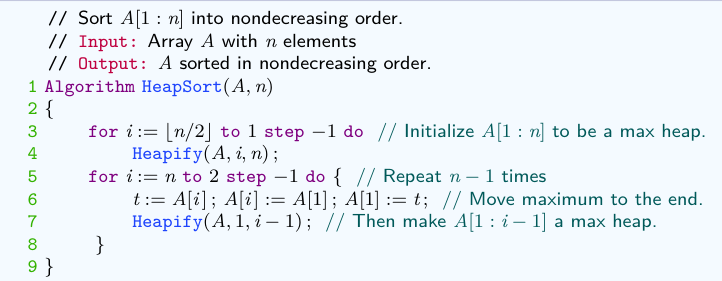 // Sort A[1 : n] into nondecreasing order.
// Input: Array A with n elements
// Output: A sorted in nondecreasing order.
1 Algorithm HeapSort(A, n)
2 {
3 for i := ⌊n/2⌋ to 1 step −1 do // Initialize A[1 : n] to be a max heap.
4 Heapify(A, i, n) ;
5 for i := n to 2 step −1 do { // Repeat n − 1 times
6 t := A[i] ; A[i] := A[1] ; A[1] := t ; // Move maximum to the end.
7 Heapify(A, 1, i − 1) ; // Then make A[1 : i − 1] a max heap.
8 }
9 }